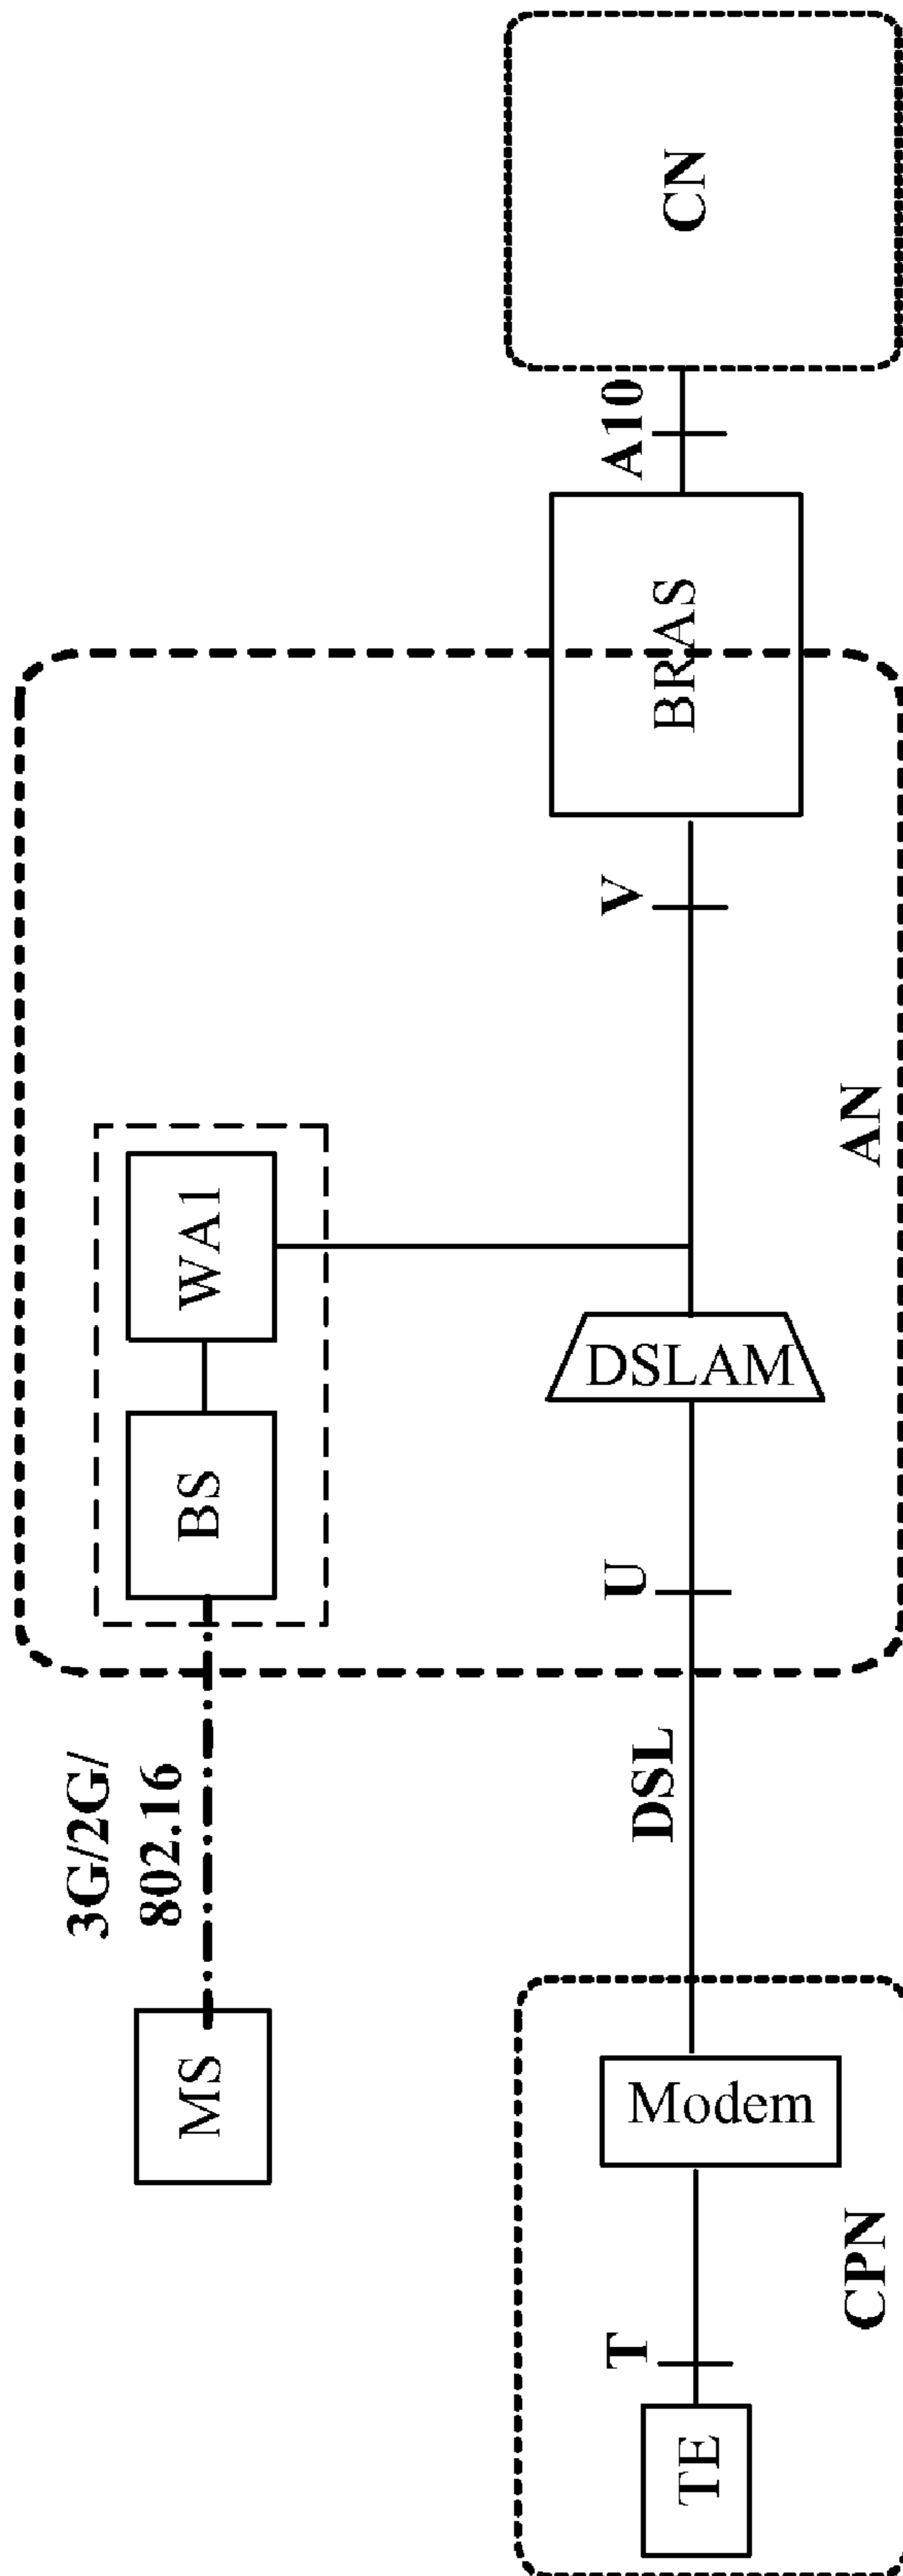 3G/2G/
802.16
MS
BS
WA1
TE
T
Modem
DSL
U
DSLAM
V
BRAS
A10
CN
CPN
AN